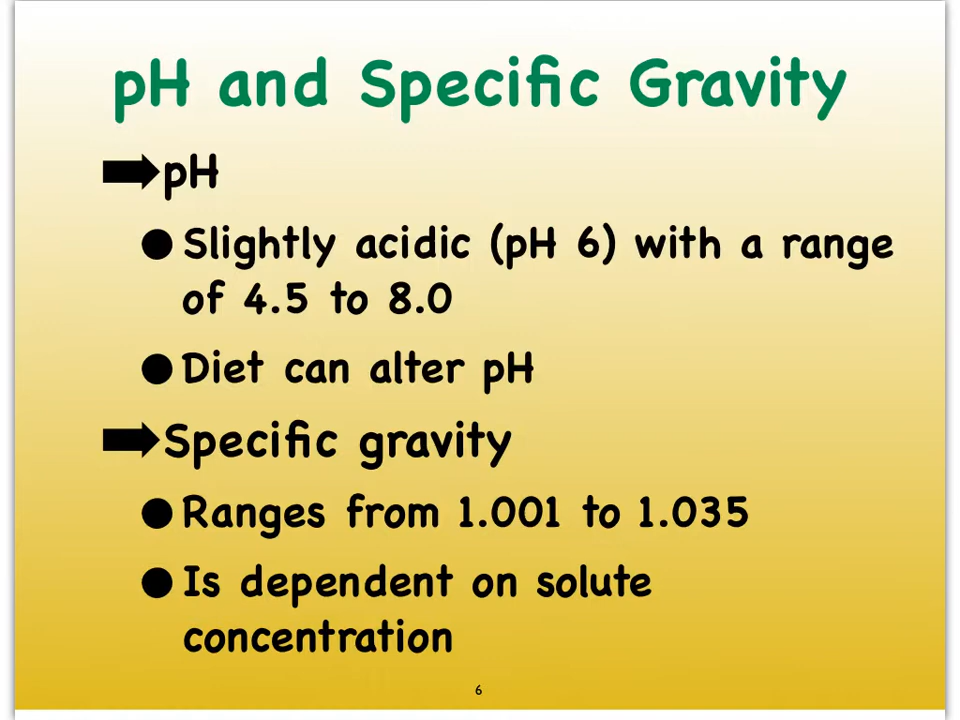 pH and Specific Gravity
pH
Slightly acidic (pH 6) with a range
of 4.5 to 8.0
Diet can alter pH
Specific gravity
Ranges from 1.001 to 1.035
Is dependent on solute
concentration
6